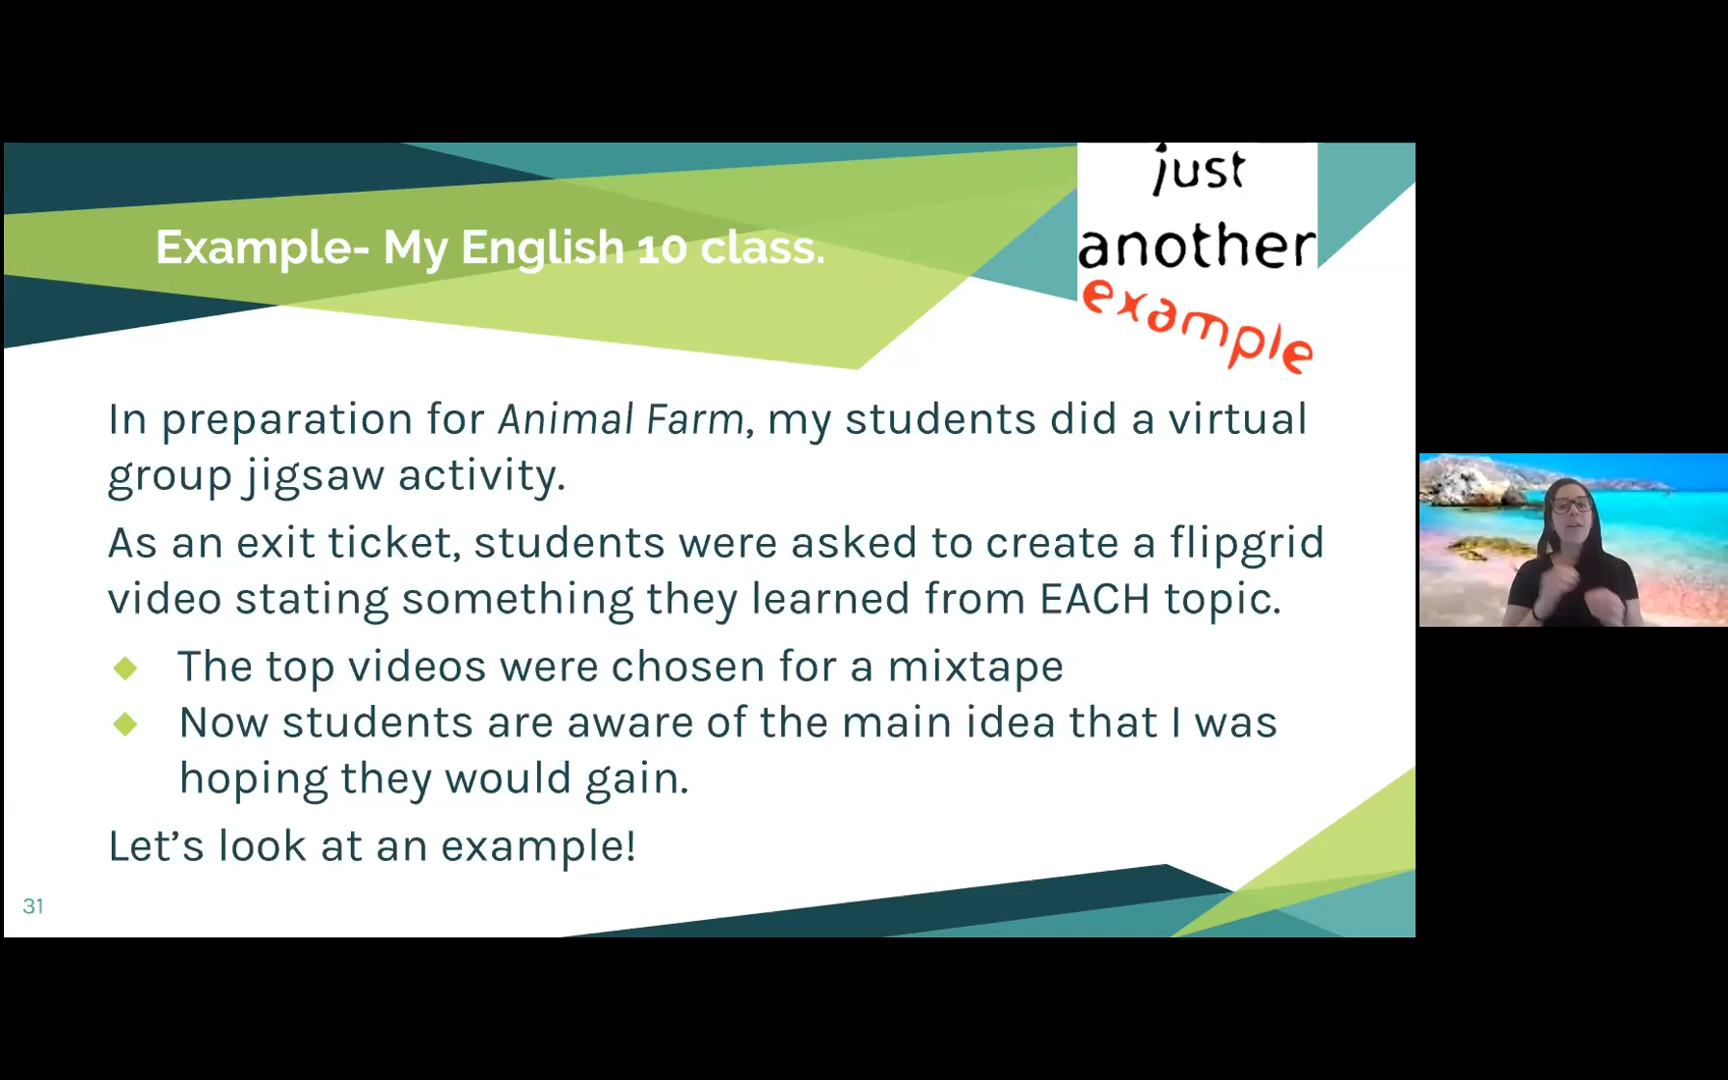 Example- My English 10 class.
just
another
example
In preparation for Animal Farm, my students did a virtual
group jigsaw activity.
As an exit ticket, students were asked to create a flipgrid
video stating something they learned from EACH topic.
The top videos were chosen for a mixtape
Now students are aware of the main idea that I was
hoping they would gain.
Let’s look at an example!
31